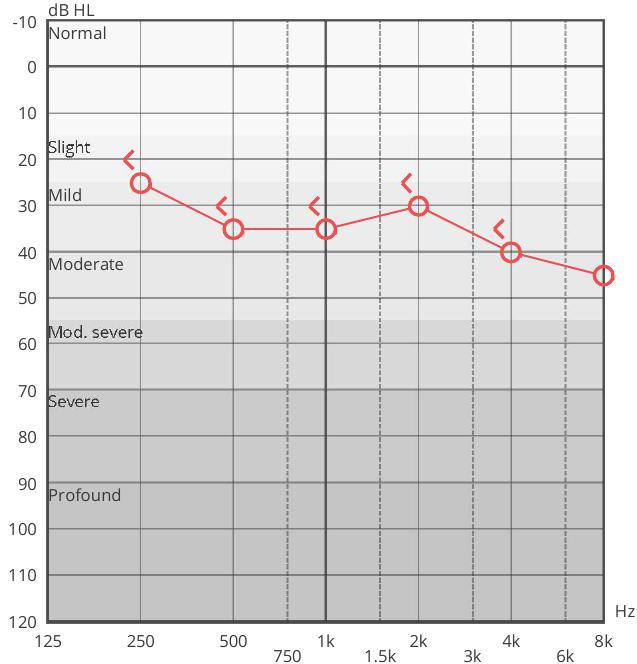 dB HL
-10
Normal
0
10
Slight
20
Mild
30
40
Moderate
50
Mod. severe
60
70
Severe
80
90
Profound
100
110
120
Hz
125 250 500 1k 2k 4k 8k
750 1.5k 3k 6k